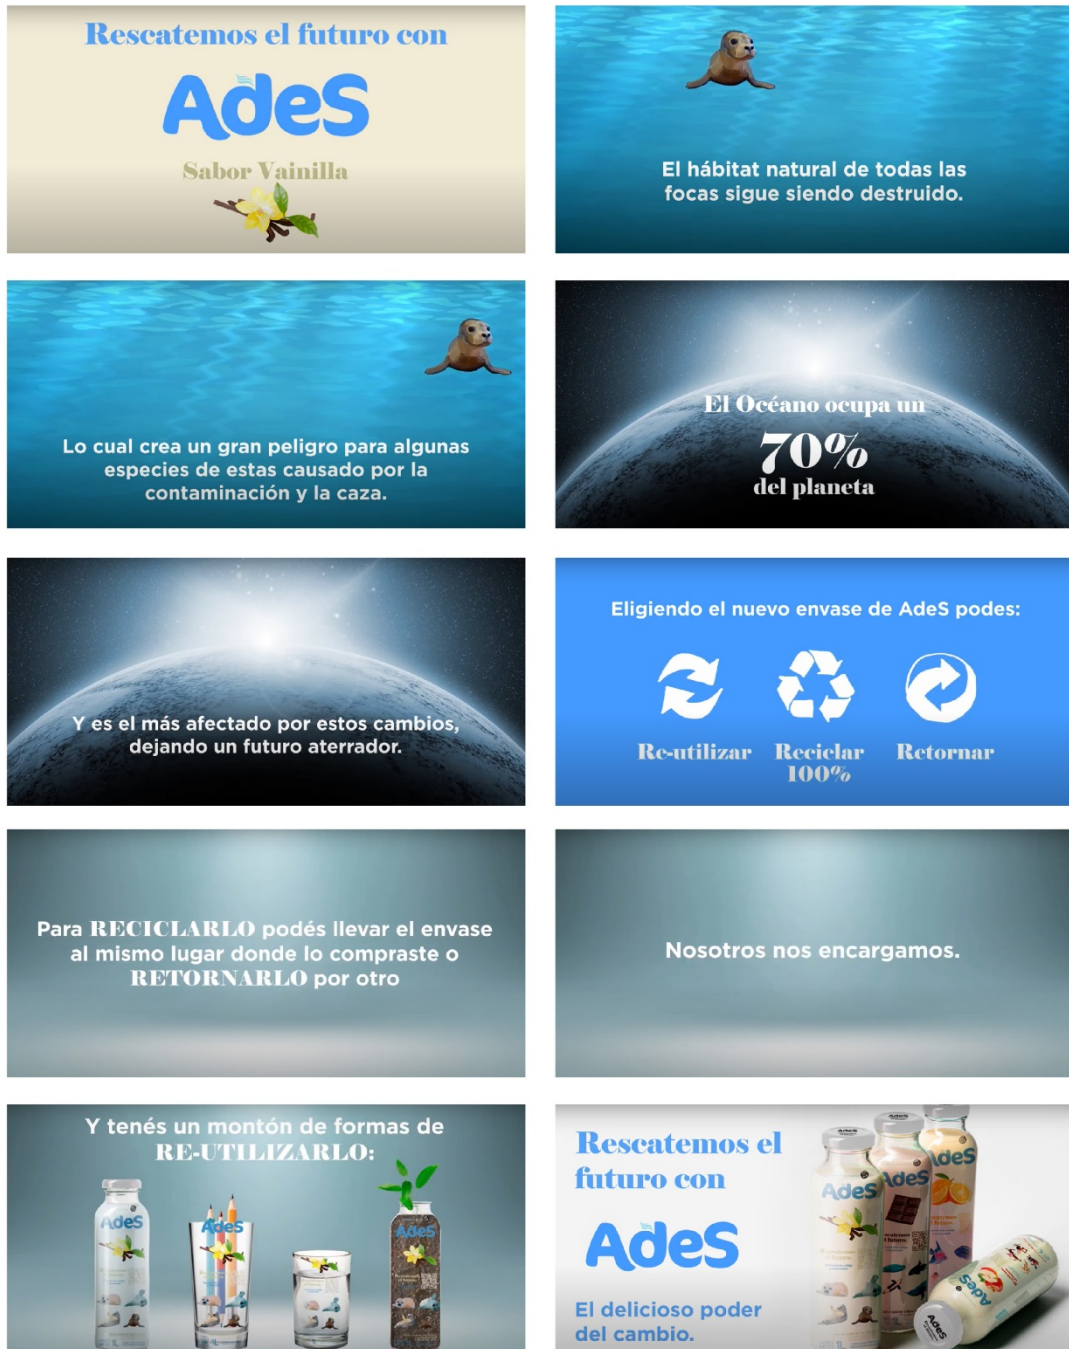 Rescatemos el futuro con
AdeS
Sabor Vainilla
El hábitat natural de todas las
focas sigue siendo destruido.
Lo cual crea un gran peligro para algunas
especies de estas causado por la
contaminación y la caza.
El Océano ocupa un
70%
del planeta
Y es el más afectado por estos cambios,
dejando un futuro aterrador.
Eligiendo el nuevo envase de AdeS podes:
Re-utilizar
Reciclar
100%
Retornar
Para RECICLARLO podés llevar el envase
al mismo lugar donde lo compraste o
RETORNARLO por otro
Nosotros nos encargamos.
Y tenés un montón de formas de
RE-UTILIZARLO:
AdeS
AdeS
AdeS
1L
1L
Rescatemos el
futuro con
AdeS
El delicioso poder
del cambio.
AdeS
AdeS
AdeS
AdeS
AdeS